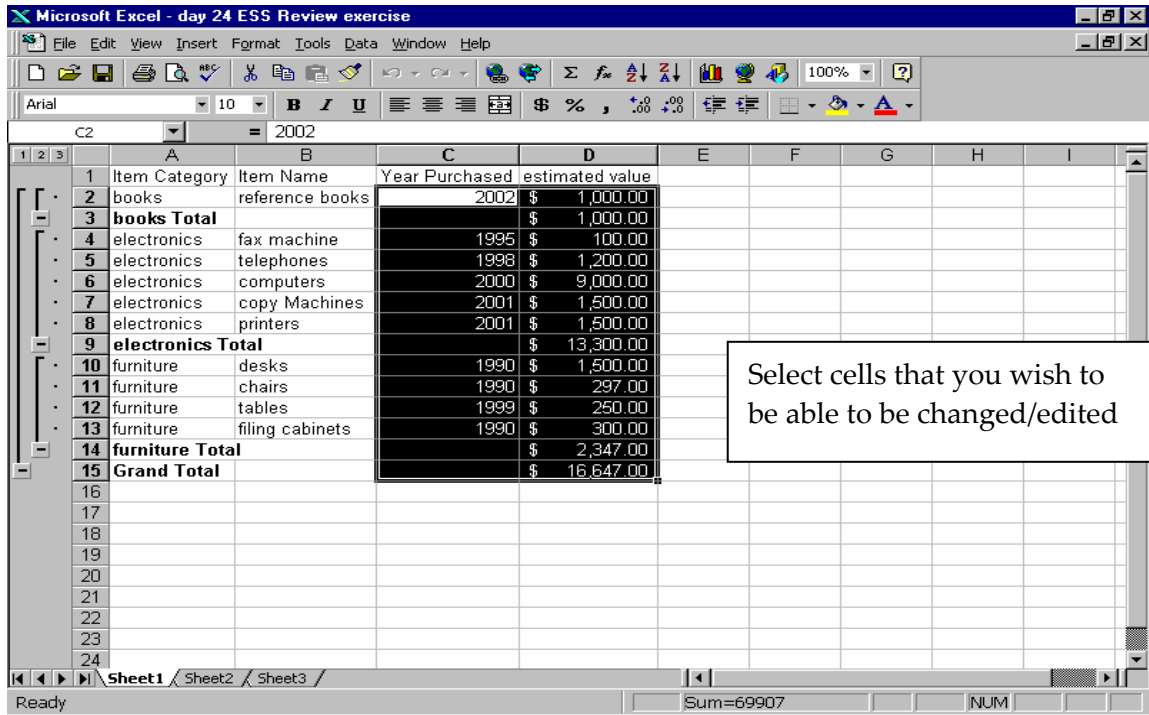 Microsoft Excel - day 24 ESS Review exercise
File Edit View Insert Format Tools Data Window Help
ABC Σ fx A Z Z A 100% ?
Arial 10 B I U $ % , .0 .00 .00 .0 A
C2 = 2002
1 2 3 A B C D E F G H I
1 Item Category Item Name Year Purchased estimated value
2 books reference books 2002 $ 1,000.00
3 books Total $ 1,000.00
4 electronics fax machine 1995 $ 100.00
5 electronics telephones 1998 $ 1,200.00
6 electronics computers 2000 $ 9,000.00
7 electronics copy Machines 2001 $ 1,500.00
8 electronics printers 2001 $ 1,500.00
9 electronics Total $ 13,300.00
10 furniture desks 1990 $ 1,500.00
11 furniture chairs 1990 $ 297.00
12 furniture tables 1999 $ 250.00
13 furniture filing cabinets 1990 $ 300.00
14 furniture Total $ 2,347.00
15 Grand Total $ 16,647.00
16
17
18
19
20
21
22
23
24
Select cells that you wish to
be able to be changed/edited
Sheet1 / Sheet2 / Sheet3 /
Ready Sum=69907 NUM